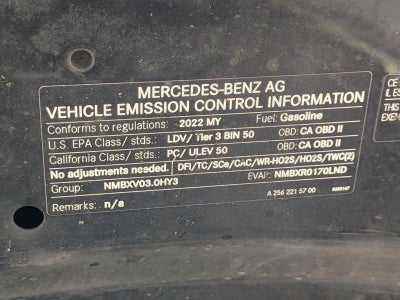 MERCEDES-BENZ AG
VEHICLE EMISSION CONTROL INFORMATION
Conforms to regulations: 2022 MY Fuel: Gasoline
U.S. EPA Class/ stds.: LDV/ Tier 3 BIN 50 OBD: CA OBD II
California Class/ stds.: PC/ ULEV 50 OBD: CA OBD II
No adjustments needed. DFI/TC/SCe/CAC/WR-HO2S/HO2S/TWC(2)
Group: NMBXV03.0HY3 EVAP: NMBXR0170LND
Remarks: n/a A 256 221 57 00
CE
THIS
EXEM